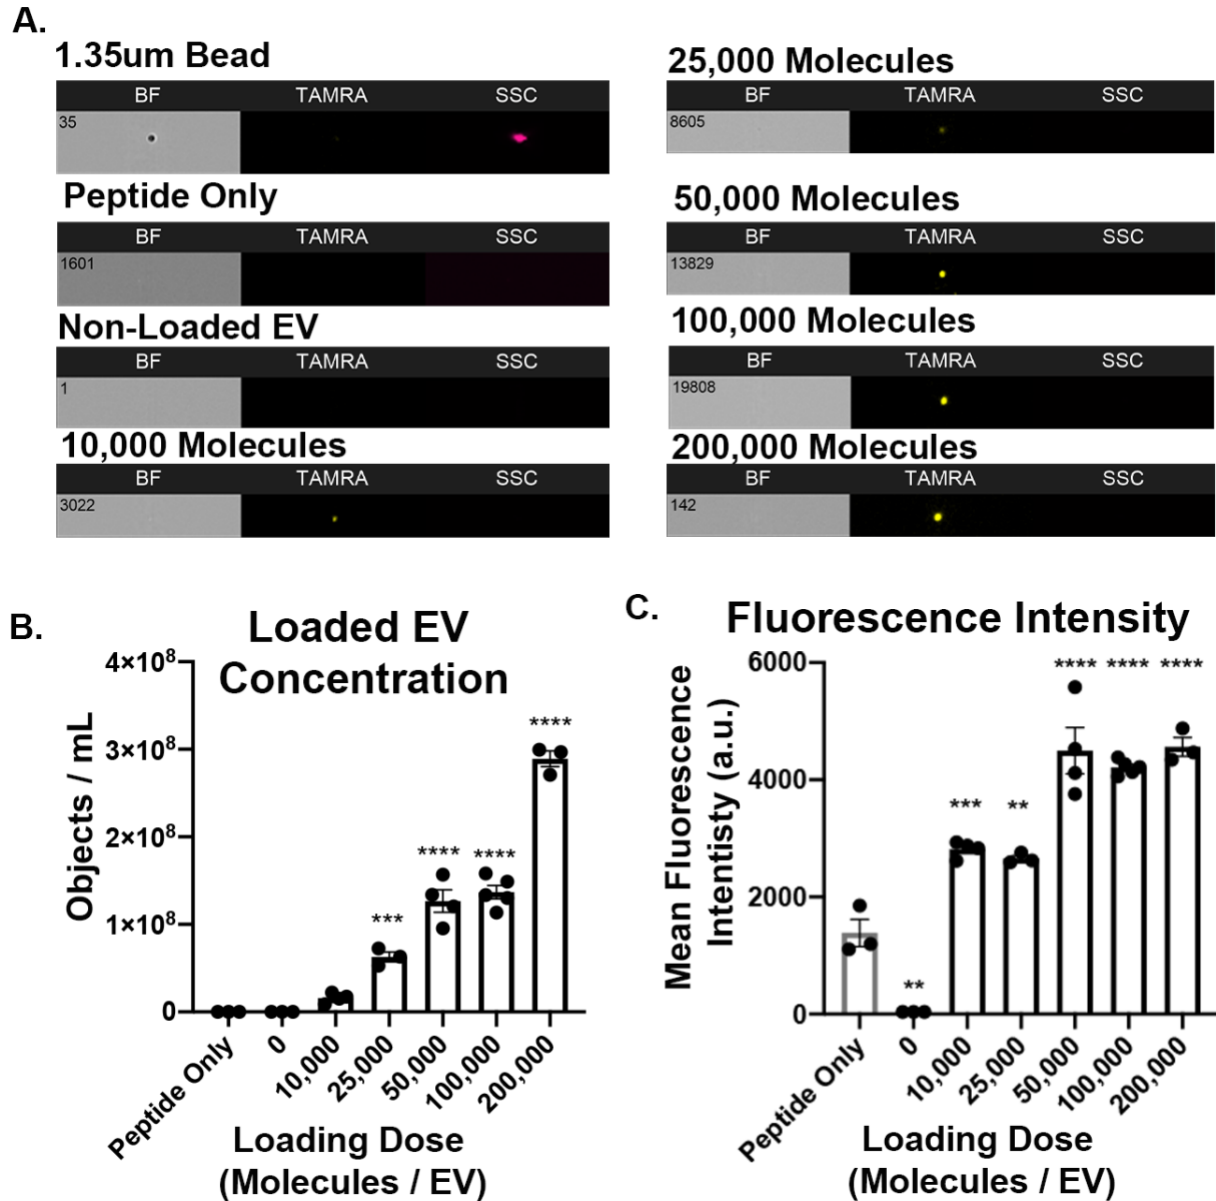 A.
1.35um Bead
BF TAMRA SSC
35
Peptide Only
BF TAMRA SSC
1601
Non-Loaded EV
BF TAMRA SSC
1
10,000 Molecules
BF TAMRA SSC
3022
25,000 Molecules
BF TAMRA SSC
8605
50,000 Molecules
BF TAMRA SSC
13829
100,000 Molecules
BF TAMRA SSC
19808
200,000 Molecules
BF TAMRA SSC
142
B.
Loaded EV
Concentration
Objects / mL
4×10⁸
3×10⁸
2×10⁸
1×10⁸
0
*** **** **** ****
Peptide Only 0 10,000 25,000 50,000 100,000 200,000
Loading Dose
(Molecules / EV)
C.
Fluorescence Intensity
Mean Fluorescence
Intentisty (a.u.)
6000
4000
2000
0
** *** ** **** **** ****
Peptide Only 0 10,000 25,000 50,000 100,000 200,000
Loading Dose
(Molecules / EV)